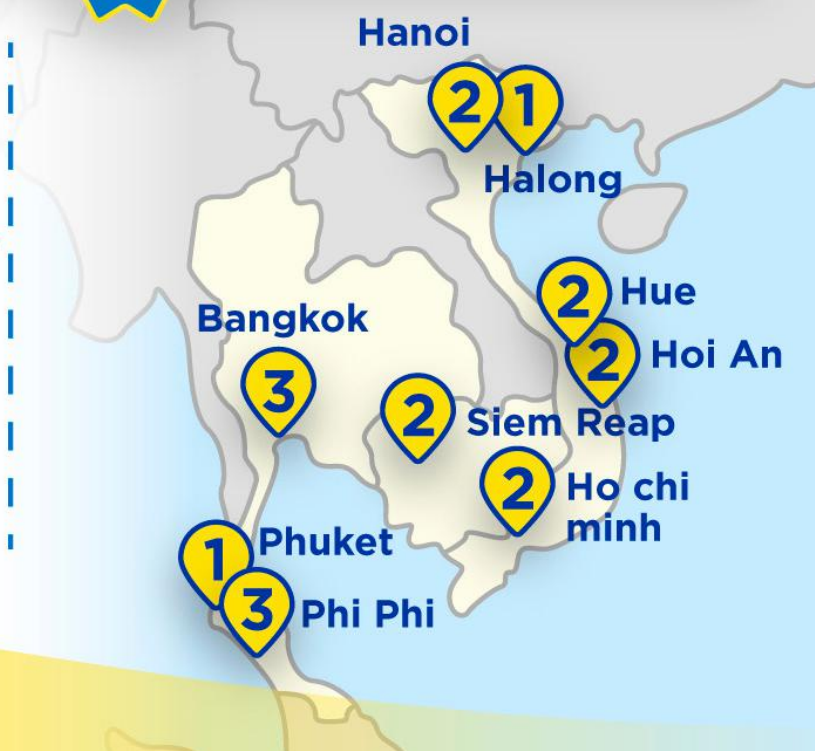 Hanoi
2
1
Halong
2
Hue
2
Hoi An
Bangkok
3
2
Siem Reap
2
Ho chi
minh
1
Phuket
3
Phi Phi